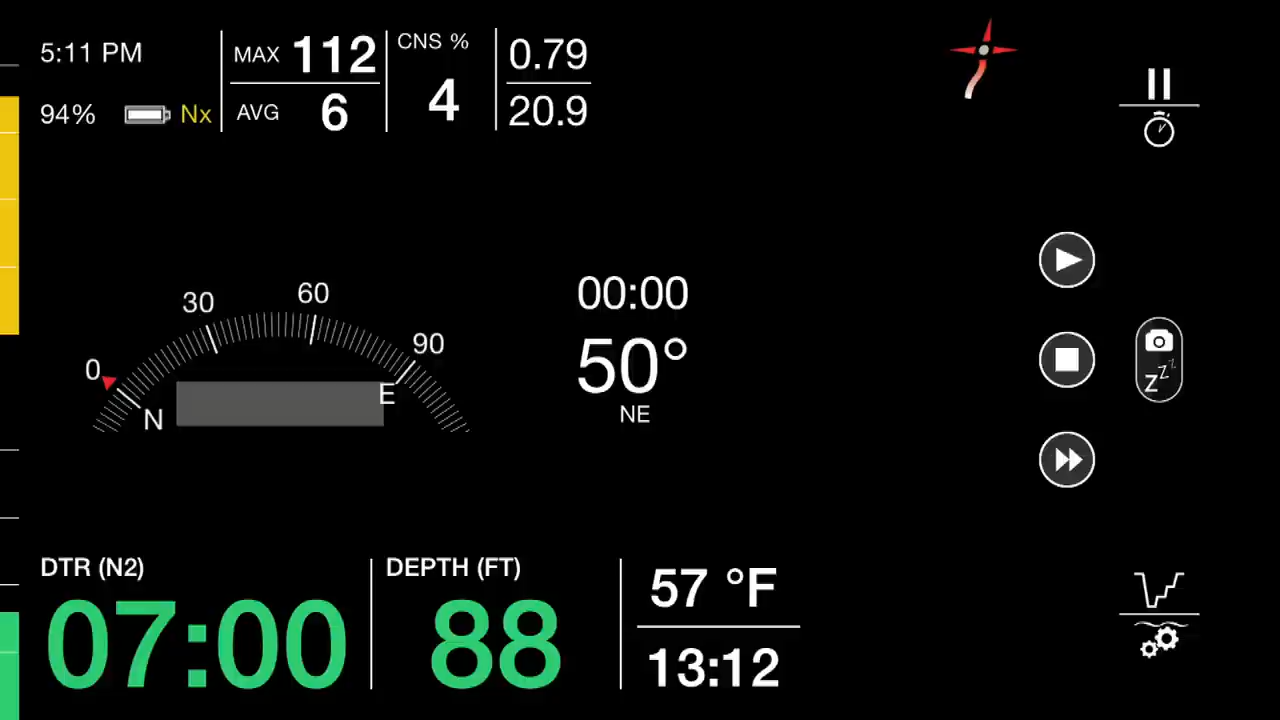 5:11 PM
94% Nx
MAX 112
AVG 6
CNS %
4
0.79
20.9
0 30 60 90
N E
00:00
50°
NE
zzz
DTR (N2)
07:00
DEPTH (FT)
88
57 °F
13:12